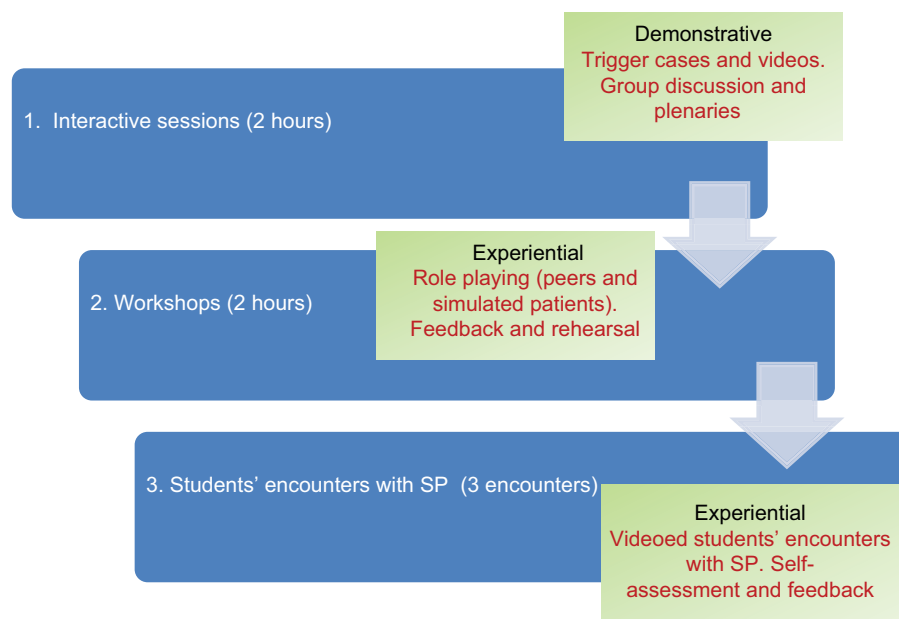 Demonstrative
Trigger cases and videos.
Group discussion and
plenaries
1. Interactive sessions (2 hours)
Experiential
Role playing (peers and
simulated patients).
Feedback and rehearsal
2. Workshops (2 hours)
3. Students’ encounters with SP (3 encounters)
Experiential
Videoed students’ encounters
with SP. Self-
assessment and feedback